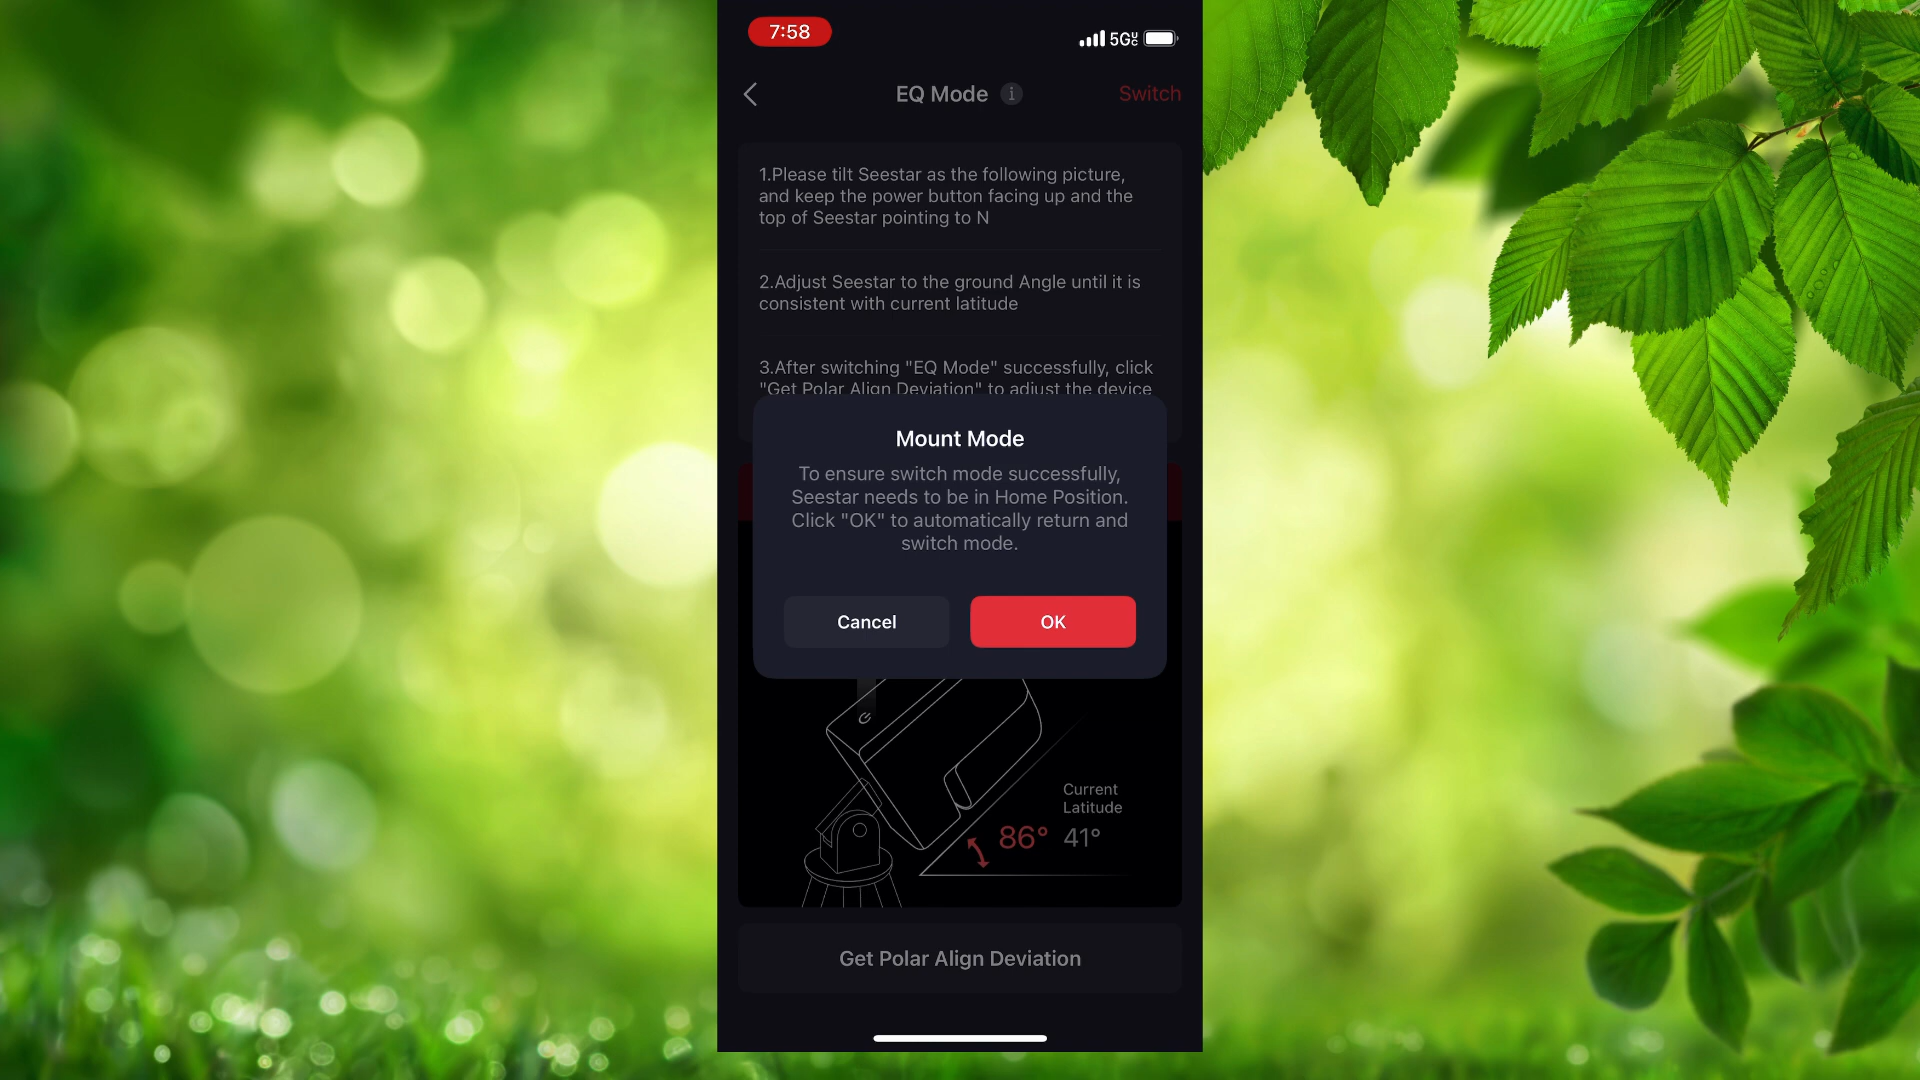 7:58
5G UC
EQ Mode i
Switch
1.Please tilt Seestar as the following picture,
and keep the power button facing up and the
top of Seestar pointing to N
2.Adjust Seestar to the ground Angle until it is
consistent with current latitude
3.After switching "EQ Mode" successfully, click
"Get Polar Align Deviation" to adjust the device
Mount Mode
To ensure switch mode successfully,
Seestar needs to be in Home Position.
Click "OK" to automatically return and
switch mode.
Cancel
OK
Current
Latitude
86° 41°
Get Polar Align Deviation